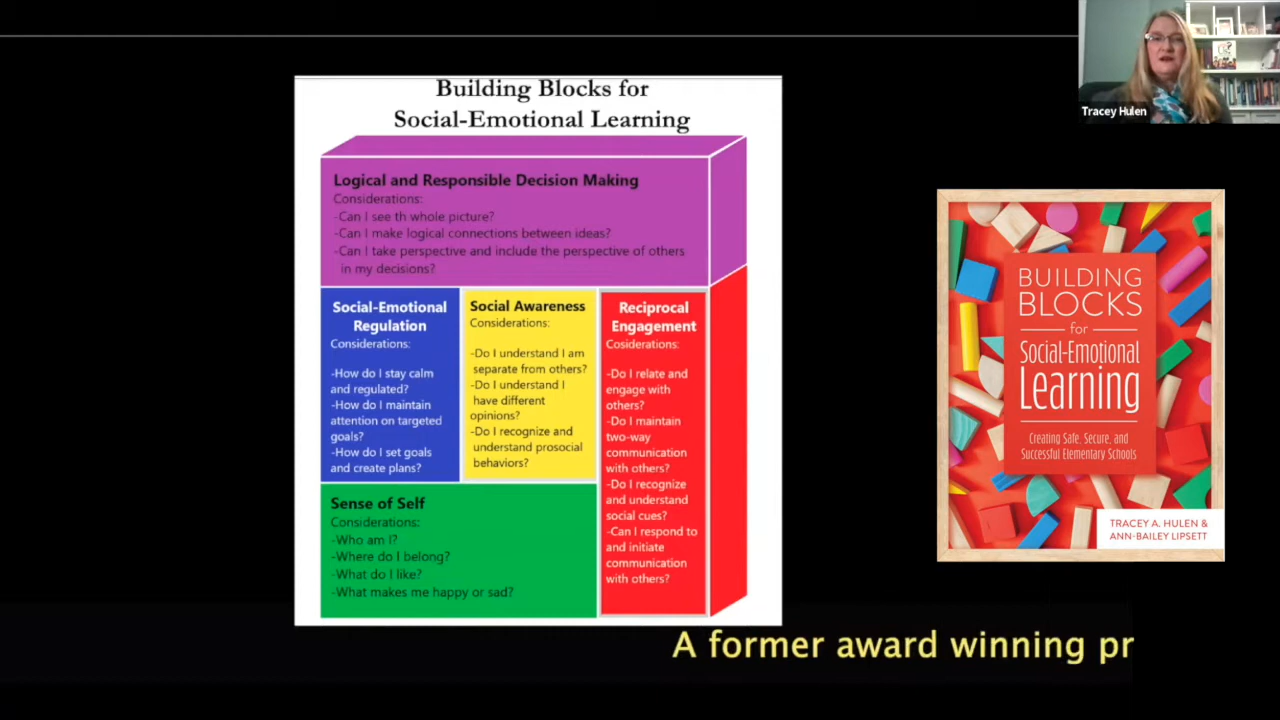 Building Blocks for
Social-Emotional Learning
Logical and Responsible Decision Making
Considerations:
-Can I see th whole picture?
-Can I make logical connections between ideas?
-Can I take perspective and include the perspective of others
in my decisions?
Social-Emotional
Regulation
Considerations:
-How do I stay calm
and regulated?
-How do I maintain
attention on targeted
goals?
-How do I set goals
and create plans?
Social Awareness
Considerations:
-Do I understand I am
separate from others?
-Do I understand I
have different
opinions?
-Do I recognize and
understand prosocial
behaviors?
Reciprocal
Engagement
Cosiderations:
-Do I relate and
engage with
others?
-Do I maintain
two-way
communication
with others?
-Do I recognize
and understand
social cues?
-Can I respond to
and initiate
communication
with others?
Sense of Self
Considerations:
-Who am I?
-Where do I belong?
-What do I like?
-What makes me happy or sad?
Tracey Hulen
BUILDING
BLOCKS
for
Social-Emotional
Learning
Creating Safe, Secure, and
Successful Elementary Schools
TRACEY A. HULEN &
ANN-BAILEY LIPSETT
A former award winning pr